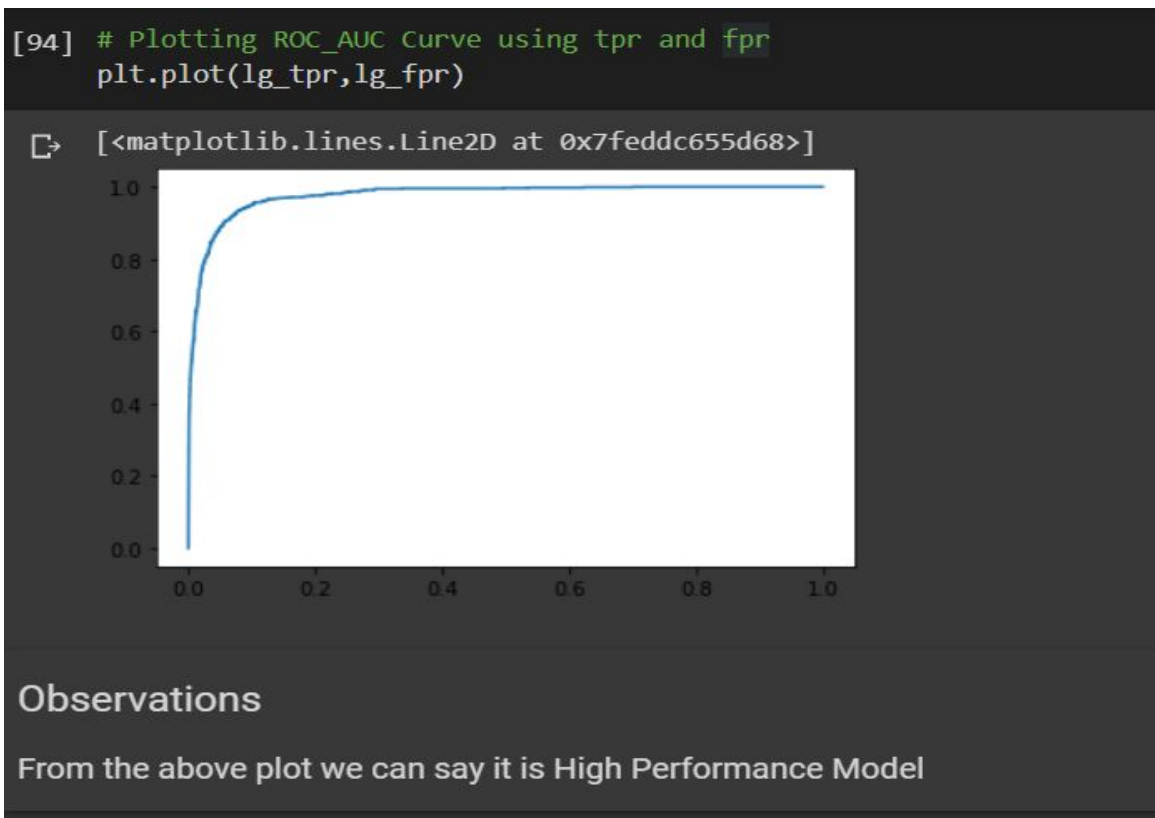 [94] # Plotting ROC_AUC Curve using tpr and fpr
plt.plot(lg_tpr,lg_fpr)
[<matplotlib.lines.Line2D at 0x7feddc655d68>]
1.0
0.8
0.6
0.4
0.2
0.0
0.0 0.2 0.4 0.6 0.8 1.0
Observations
From the above plot we can say it is High Performance Model